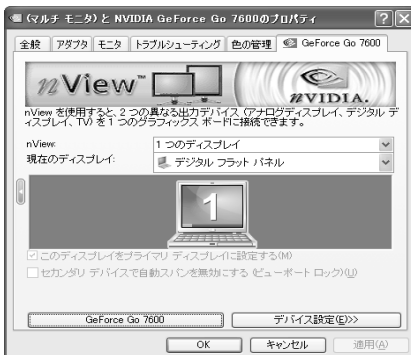 (マルチ モニタ) と NVIDIA GeForce Go 7600のプロパティ
全般 アダプタ モニタ トラブルシューティング 色の管理 GeForce Go 7600
nView™ nVIDIA.
nView を使用すると、2 つの異なる出力デバイス (アナログディスプレイ、デジタル デ
ィスプレイ、TV) を 1 つのグラフィックス ボードに接続できます。
nView: 1 つのディスプレイ
現在のディスプレイ: デジタル フラット パネル
1
このディスプレイをプライマリ ディスプレイに設定する(M)
セカンダリ デバイスで自動スパンを無効にする (ビューポート ロック)(U)
GeForce Go 7600 デバイス設定(E)>>
OK キャンセル 適用(A)